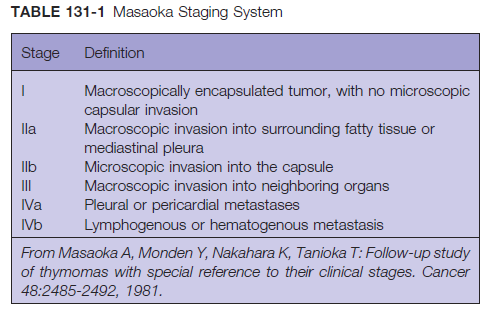 TABLE 131-1 Masaoka Staging System
Stage Definition
I Macroscopically encapsulated tumor, with no microscopic
capsular invasion
IIa Macroscopic invasion into surrounding fatty tissue or
mediastinal pleura
IIb Microscopic invasion into the capsule
III Macroscopic invasion into neighboring organs
IVa Pleural or pericardial metastases
IVb Lymphogenous or hematogenous metastasis
From Masaoka A, Monden Y, Nakahara K, Tanioka T: Follow-up study
of thymomas with special reference to their clinical stages. Cancer
48:2485-2492, 1981.